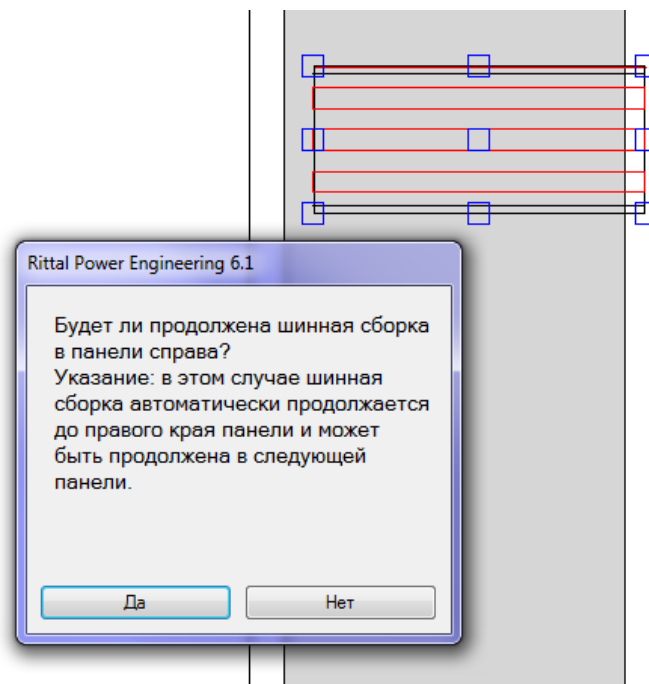 Rittal Power Engineering 6.1
Будет ли продолжена шинная сборка
в панели справа?
Указание: в этом случае шинная
сборка автоматически продолжается
до правого края панели и может
быть продолжена в следующей
панели.
Да
Нет